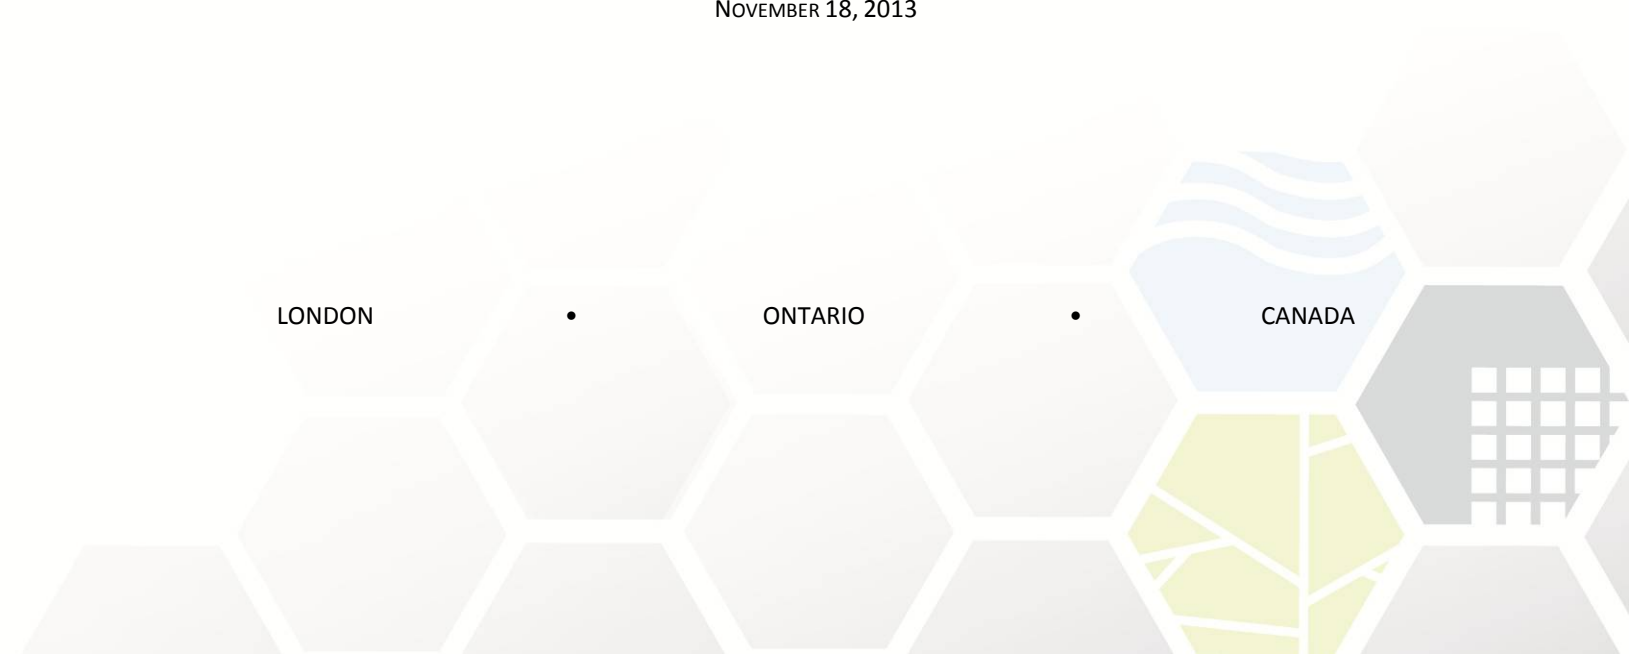 NOVEMBER 18, 2013
LONDON • ONTARIO • CANADA